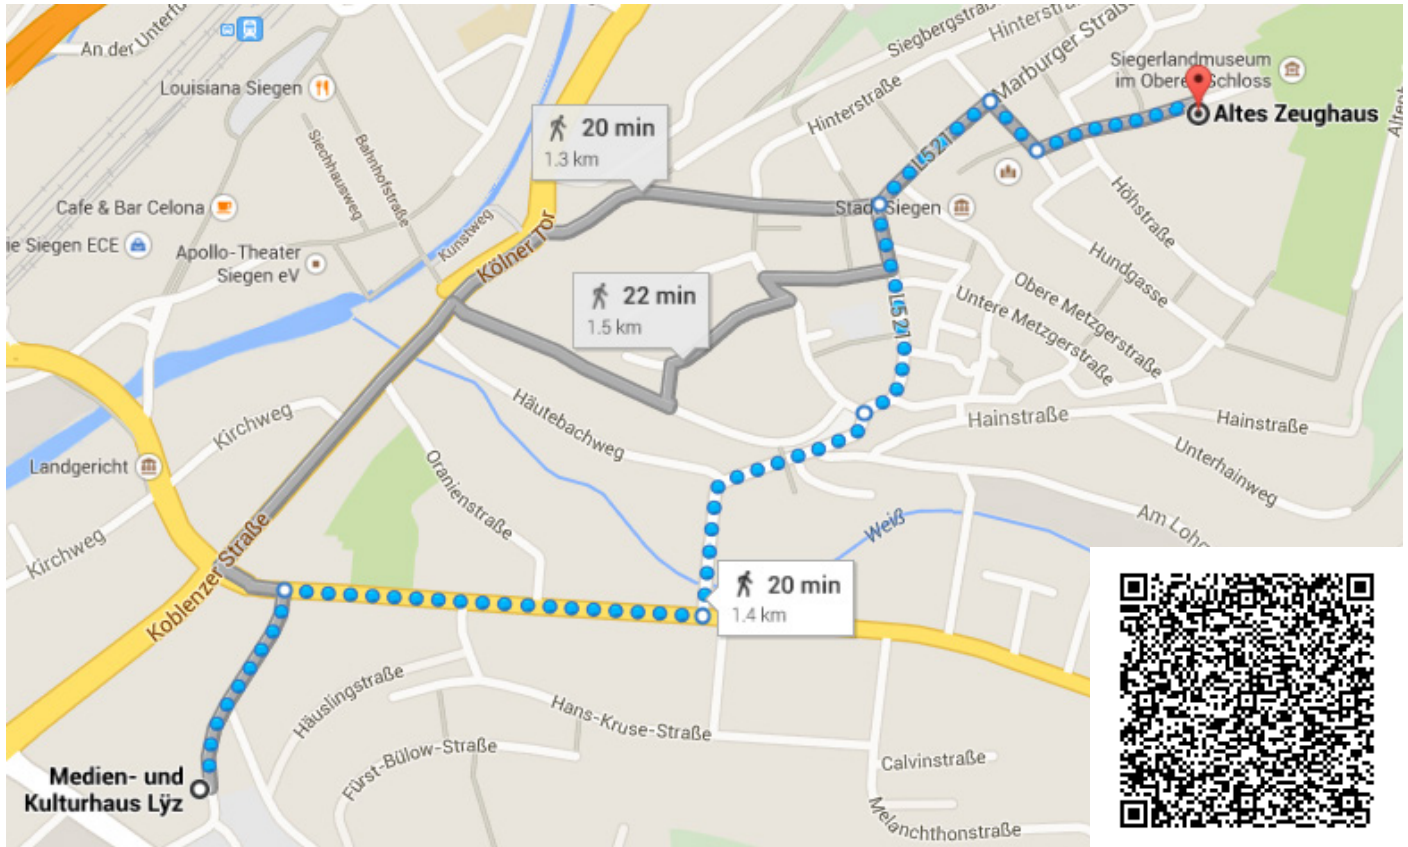 An der Unterfü
Louisiana Siegen
Siechhausweg
Bahnhofstraße
Cafe & Bar Celona
ie Siegen ECE
Apollo-Theater
Siegen eV
Kunstweg
Kölner Tor
20 min
1.3 km
22 min
1.5 km
Siegbergstraße
Hinterstraße
Hinterstraße
Marburger Straße
Siegerlandmuseum
im Oberen Schloss
Altes Zeughaus
L521
Stadt Siegen
Höhstraße
Hundgasse
Obere Metzgerstraße
Untere Metzgerstraße
L521
Hainstraße
Hainstraße
Unterhainweg
Am Loh
Weiß
Häutebachweg
Oranienstraße
Kirchweg
Landgericht
Kirchweg
Koblenzer Straße
20 min
1.4 km
Häuslingstraße
Hans-Kruse-Straße
Fürst-Bülow-Straße
Calvinstraße
Melanchthonstraße
Medien- und
Kulturhaus Lÿz